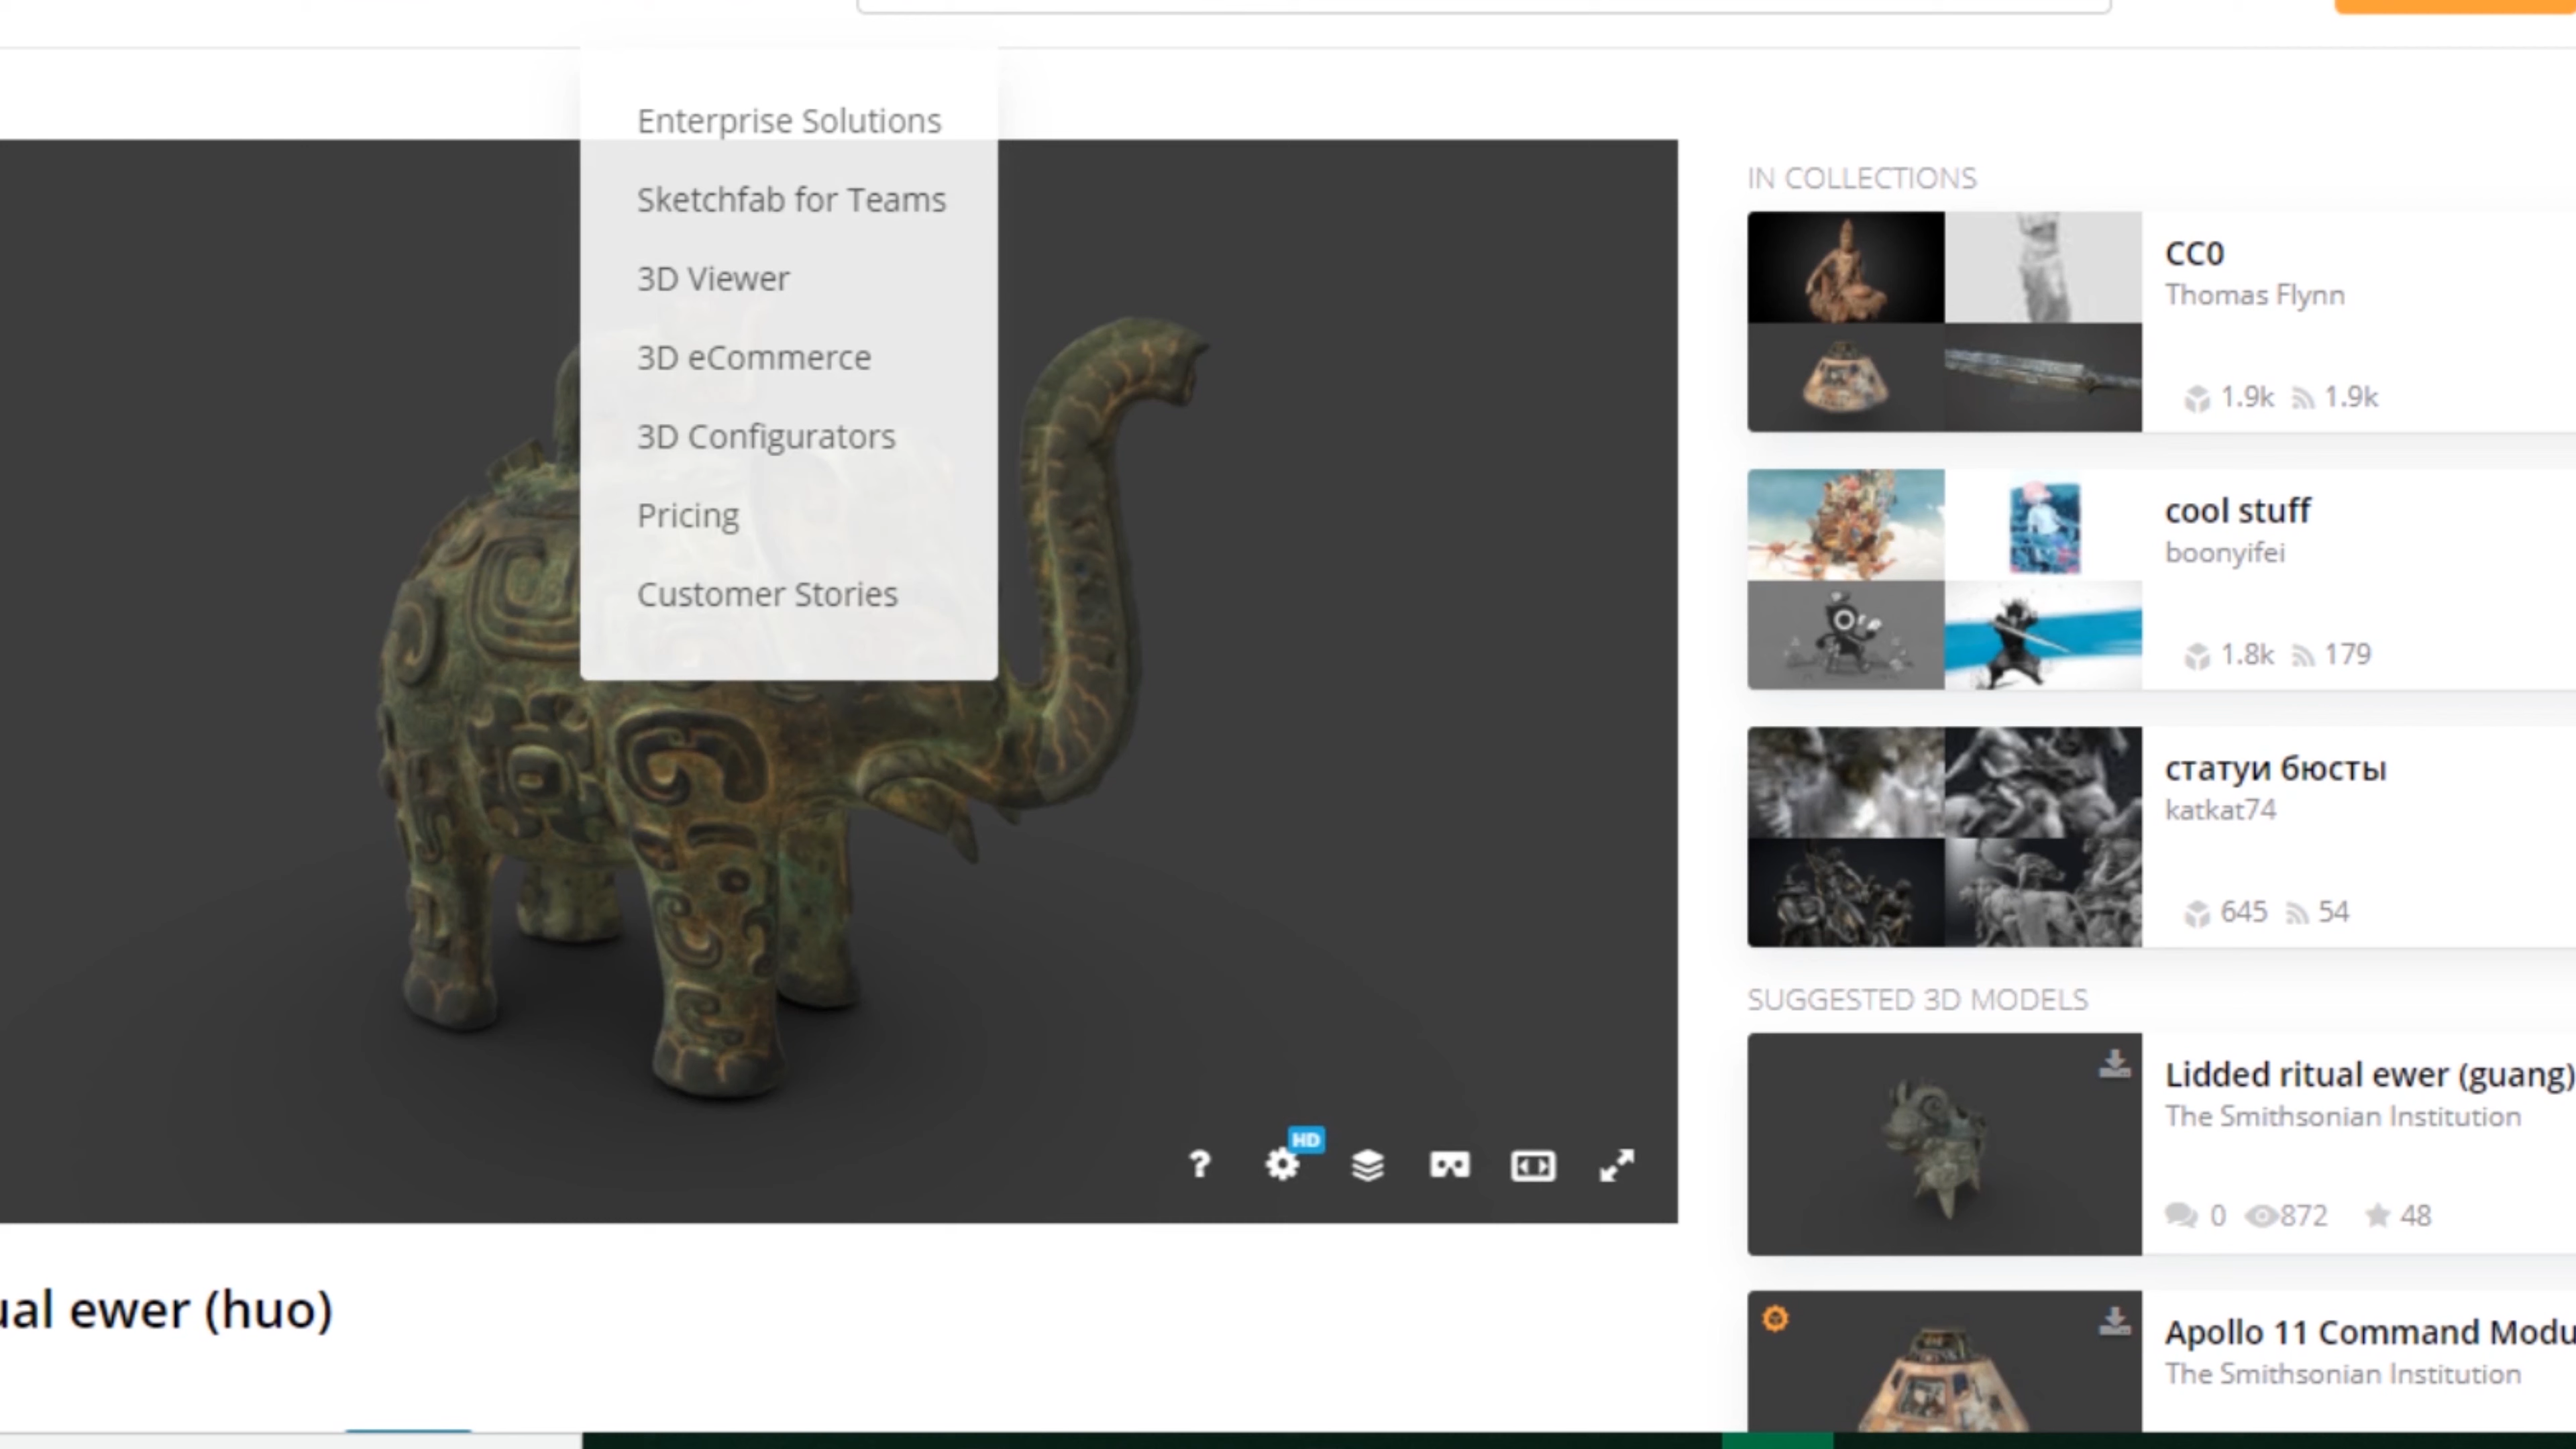 Enterprise Solutions
Sketchfab for Teams
3D Viewer
3D eCommerce
3D Configurators
Pricing
Customer Stories
HD
ual ewer (huo)
IN COLLECTIONS
CC0
Thomas Flynn
1.9k 1.9k
cool stuff
boonyifei
1.8k 179
статуи бюсты
katkat74
645 54
SUGGESTED 3D MODELS
Lidded ritual ewer (guang)
The Smithsonian Institution
0 872 48
Apollo 11 Command Modu
The Smithsonian Institution